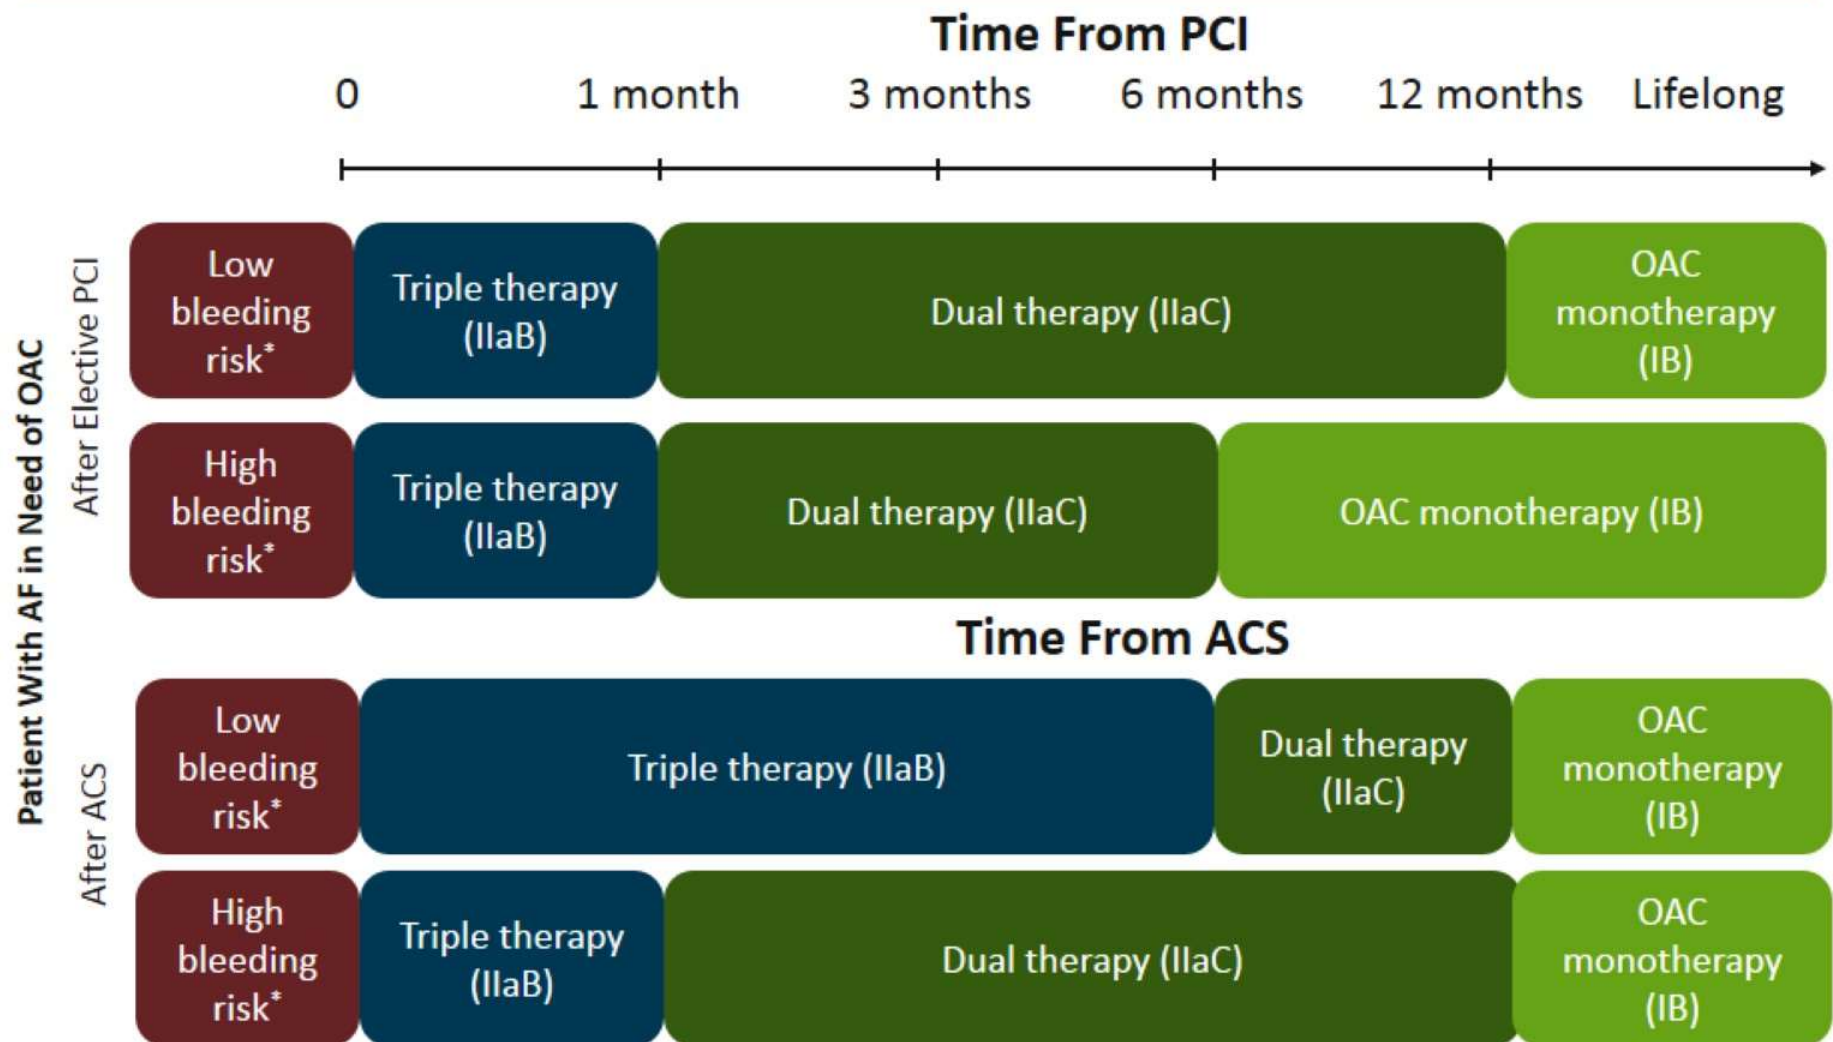 Time From PCI
0 1 month 3 months 6 months 12 months Lifelong
Patient With AF in Need of OAC
After Elective PCI
Low
bleeding
risk*
Triple therapy
(IIaB)
Dual therapy (IIaC)
OAC
monotherapy
(IB)
High
bleeding
risk*
Triple therapy
(IIaB)
Dual therapy (IIaC)
OAC monotherapy (IB)
Time From ACS
After ACS
Low
bleeding
risk*
Triple therapy (IIaB)
Dual therapy
(IIaC)
OAC
monotherapy
(IB)
High
bleeding
risk*
Triple therapy
(IIaB)
Dual therapy (IIaC)
OAC
monotherapy
(IB)